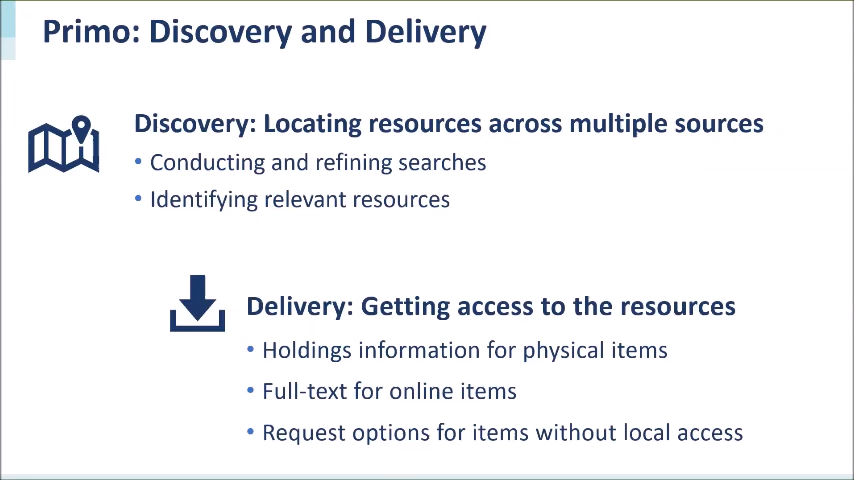 Primo: Discovery and Delivery
Discovery: Locating resources across multiple sources
• Conducting and refining searches
• Identifying relevant resources
Delivery: Getting access to the resources
• Holdings information for physical items
• Full-text for online items
• Request options for items without local access